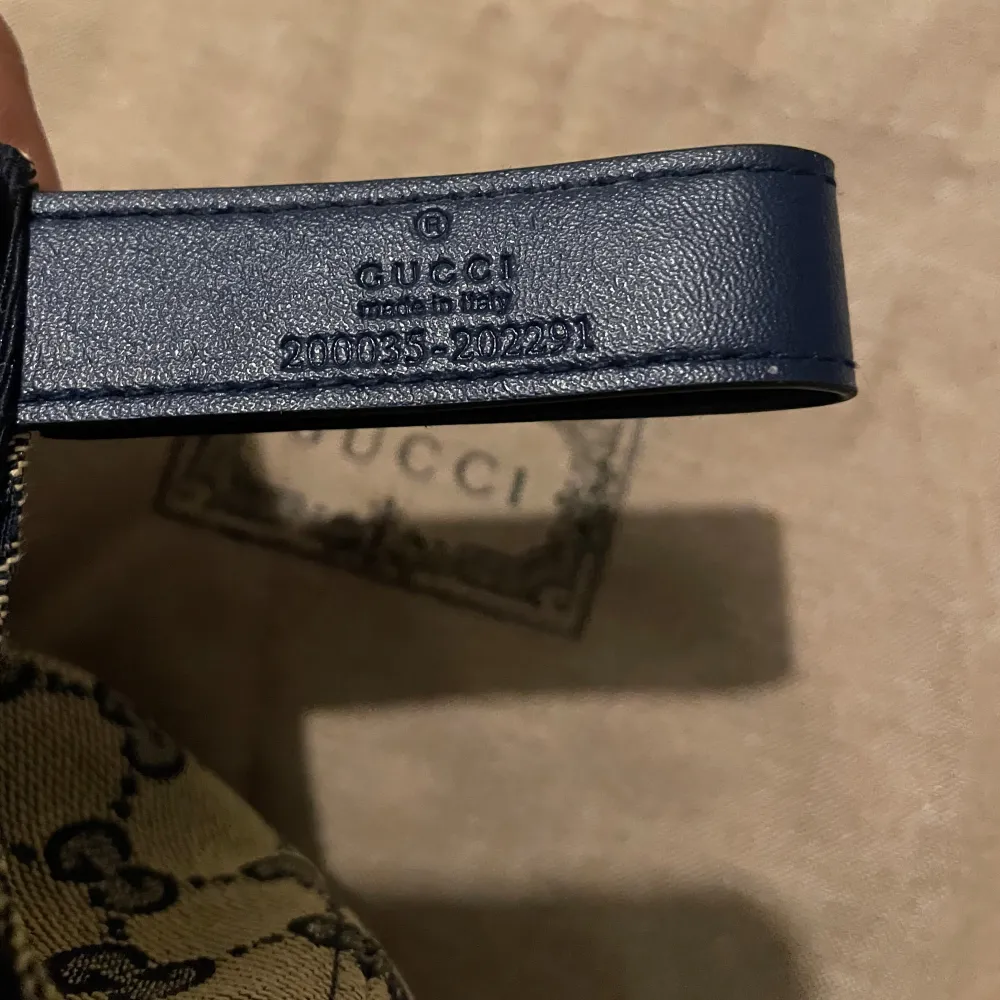 ®
GUCCI
made in Italy
200035-202291
GUCCI